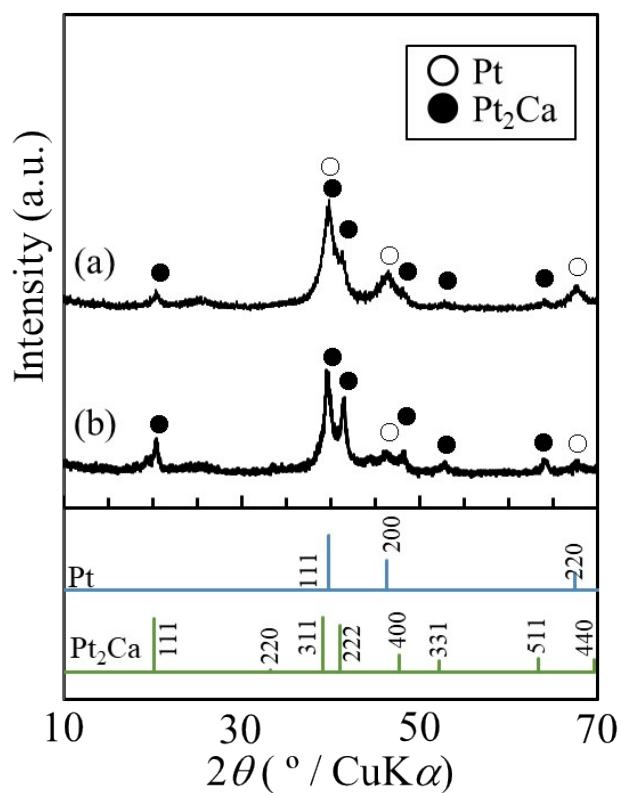 Pt
Pt₂Ca
Intensity (a.u.)
(a)
(b)
Pt
111
200
220
Pt₂Ca
111
220
311
222
400
331
511
440
10
30
50
70
2θ ( º / CuKα)